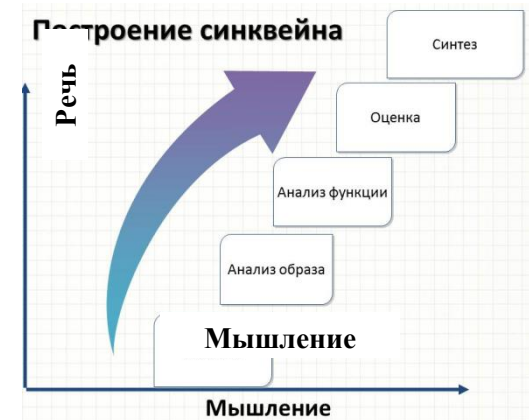 Построение синквейна
Синтез
Речь
Оценка
Анализ функции
Анализ образа
Мышление
Мышление